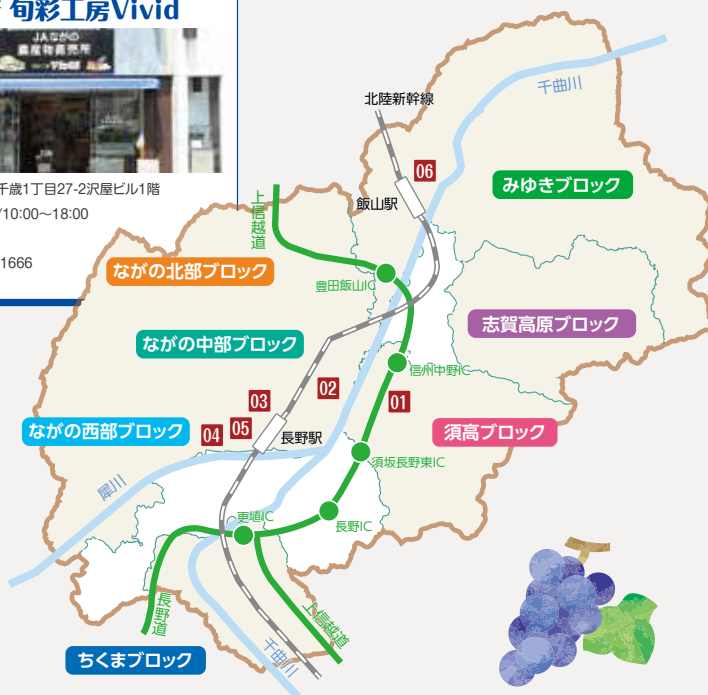 旬彩工房Vivid
JAながの
農産物直売所
千歳1丁目27-2沢屋ビル1階
/10:00〜18:00
1666
北陸新幹線
千曲川
06
飯山駅
みゆきブロック
上信越道
ながの北部ブロック
豊田飯山IC
志賀高原ブロック
ながの中部ブロック
信州中野IC
02
01
03
ながの西部ブロック
04
05
長野駅
須高ブロック
須坂長野東IC
犀川
更埴IC
長野IC
長野道
上信越道
千曲川
ちくまブロック